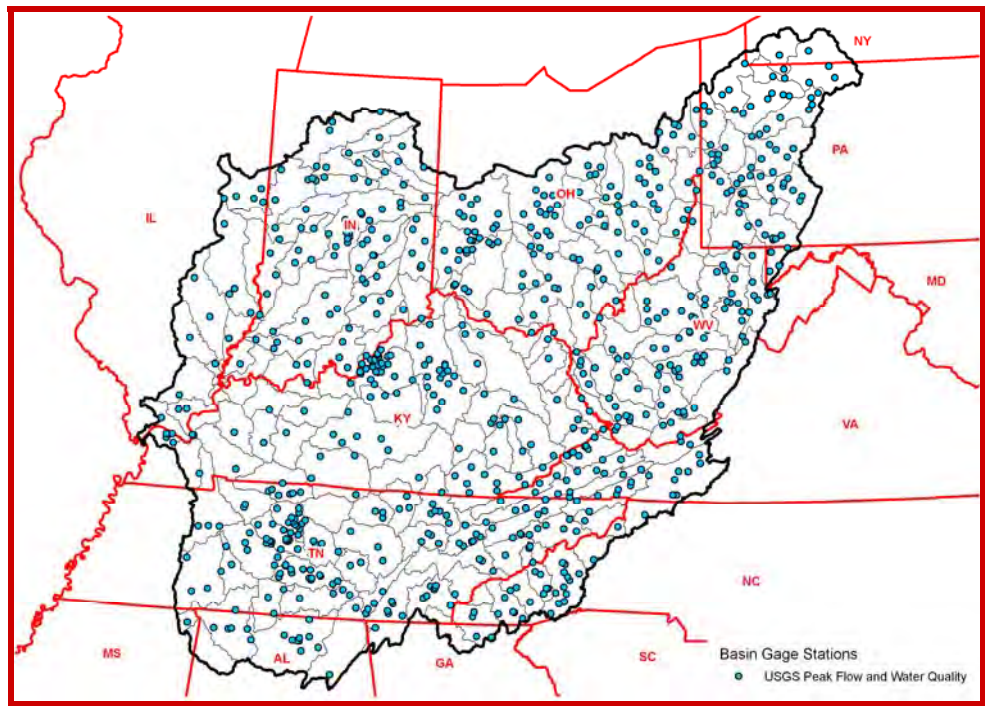 NY
PA
OH
IL
IN
MD
WV
KY
VA
TN
NC
MS
AL
GA
SC
Basin Gage Stations
USGS Peak Flow and Water Quality